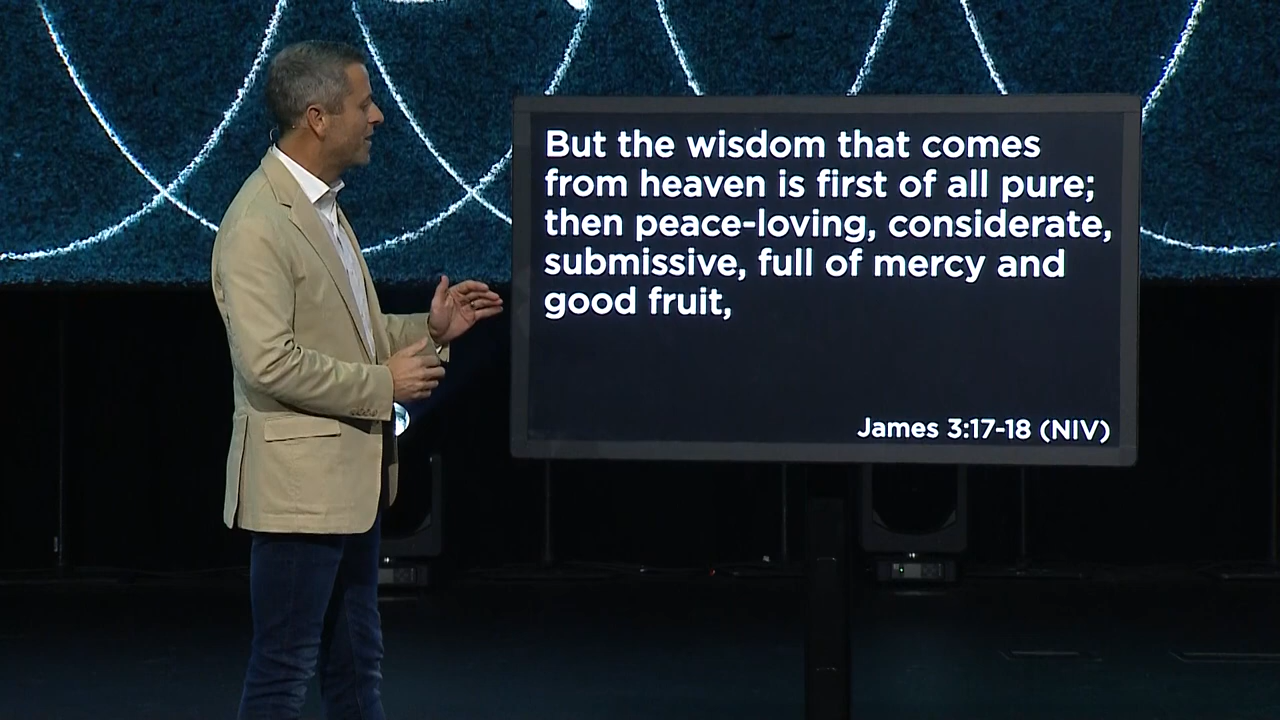 But the wisdom that comes
from heaven is first of all pure;
then peace-loving, considerate,
submissive, full of mercy and
good fruit,
James 3:17-18 (NIV)